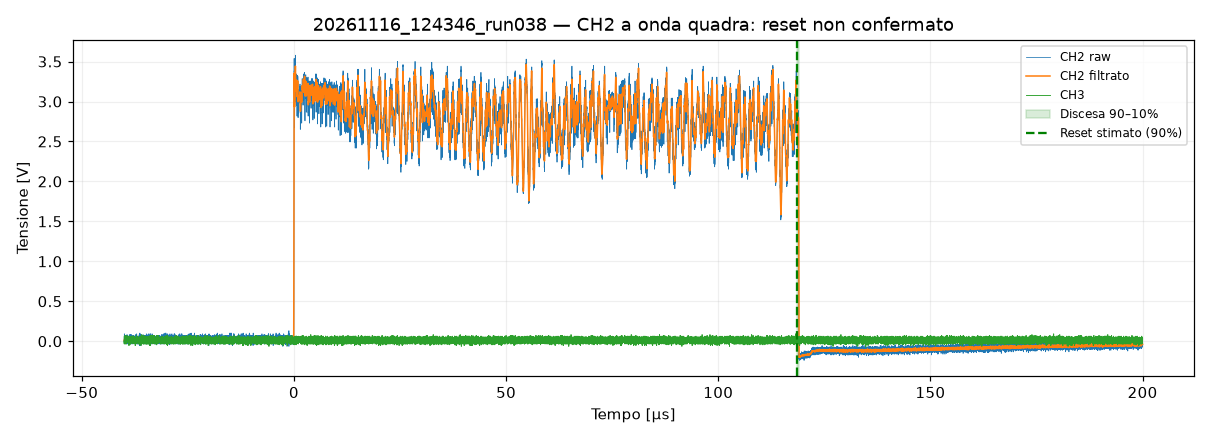 20261116_124346_run038 — CH2 a onda quadra: reset non confermato
Tensione [V]
3.5
3.0
2.5
2.0
1.5
1.0
0.5
0.0
CH2 raw
CH2 filtrato
CH3
Discesa 90–10%
Reset stimato (90%)
−50
0
50
100
150
200
Tempo [µs]